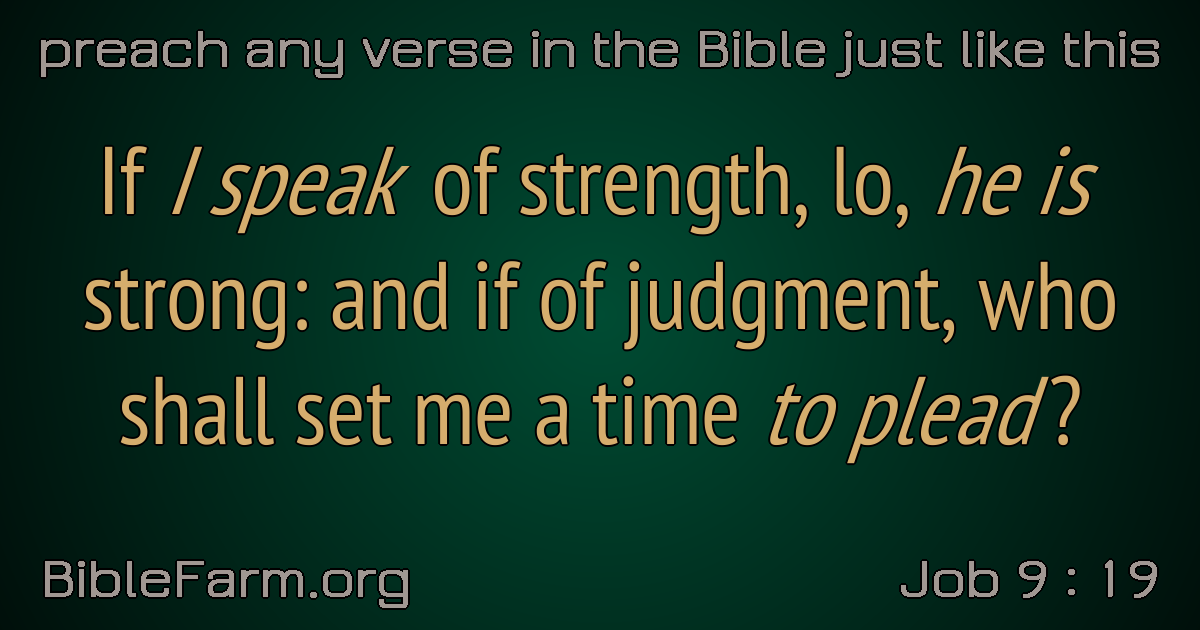 preach any verse in the Bible just like this
If I speak of strength, lo, he is
strong: and if of judgment, who
shall set me a time to plead?
BibleFarm.org
Job 9 : 19